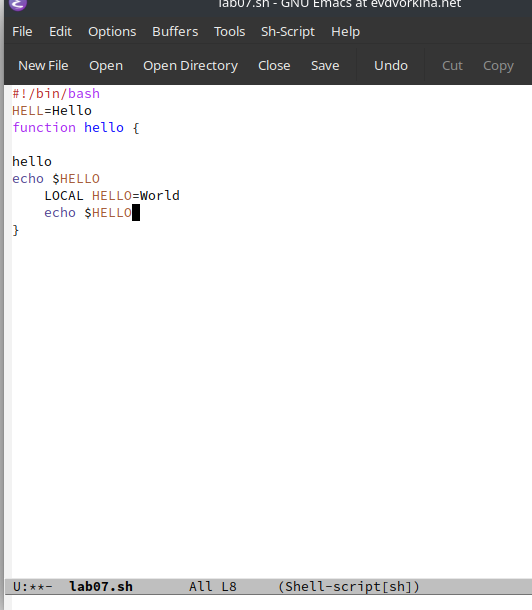 lab07.sh - GNU Emacs at evdvorkina.net
File Edit Options Buffers Tools Sh-Script Help
New File Open Open Directory Close Save Undo Cut Copy
#!/bin/bash
HELL=Hello
function hello {
hello
echo $HELLO
    LOCAL HELLO=World
    echo $HELLO
}
U:**-  lab07.sh       All L8     (Shell-script[sh])